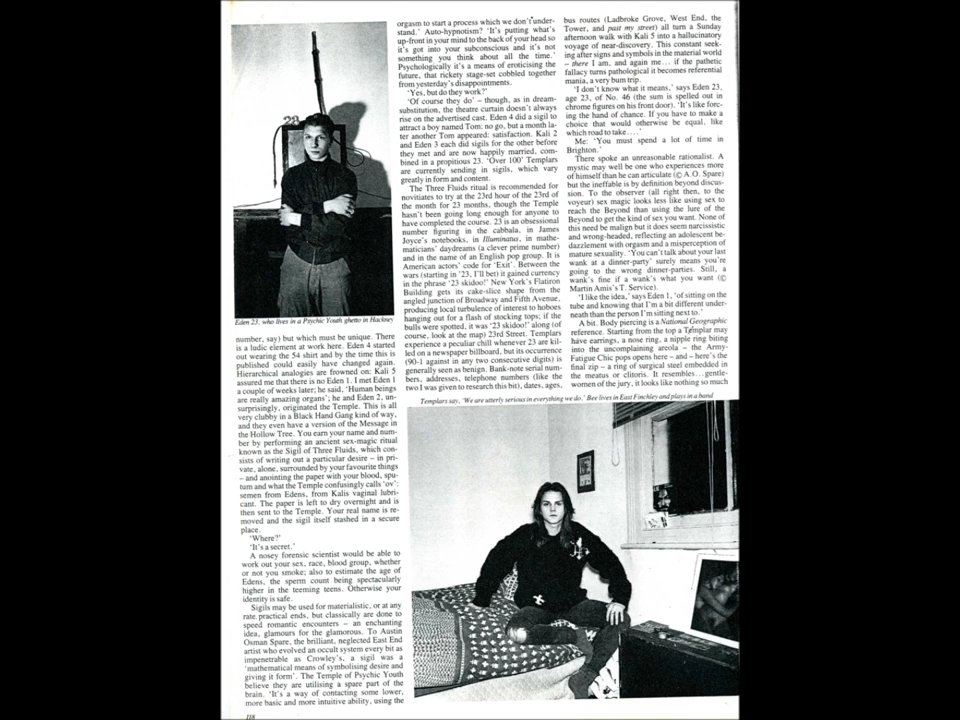 23
Eden 23, who lives in a Psychic Youth ghetto in Hackney
number, say) but which must be unique. There
is a ludic element at work here. Eden 4 started
out wearing the 54 shirt and by the time this is
published could easily have changed again.
Hierarchical analogies are frowned on: Kali 5
assured me that there is no Eden 1. I met Eden 1
a couple of weeks later; he said, 'Human beings
are really amazing organs'; he and Eden 2, un-
surprisingly, originated the Temple. This is all
very clubby in a Black Hand Gang kind of way,
and they even have a version of the Message in
the Hollow Tree. You earn your name and num-
ber by performing an ancient sex-magic ritual
known as the Sigil of Three Fluids, which con-
sists of writing out a particular desire – in pri-
vate, alone, surrounded by your favourite things
– and anointing the paper with your blood, spu-
tum and what the Temple confusingly calls 'ov':
semen from Edens, from Kalis vaginal lubri-
cant. The paper is left to dry overnight and is
then sent to the Temple. Your real name is re-
moved and the sigil itself stashed in a secure
place.
'Where?'
'It's a secret.'
A nosey forensic scientist would be able to
work out your sex, race, blood group, whether
or not you smoke; also to estimate the age of
Edens, the sperm count being spectacularly
higher in the teeming teens. Otherwise your
identity is safe.
Sigils may be used for materialistic, or at any
rate practical ends, but classically are done to
speed romantic encounters – an enchanting
idea, glamours for the glamorous. To Austin
Osman Spare, the brilliant, neglected East End
artist who evolved an occult system every bit as
impenetrable as Crowley's, a sigil was a
'mathematical means of symbolising desire and
giving it form'. The Temple of Psychic Youth
believe they are utilising a spare part of the
brain. 'It's a way of contacting some lower,
more basic and more intuitive ability, using the
orgasm to start a process which we don't under-
stand.' Auto-hypnotism? 'It's putting what's
up-front in your mind to the back of your head so
it's got into your subconscious and it's not
something you think about all the time.'
Psychologically it's a means of eroticising the
future, that rickety stage-set cobbled together
from yesterday's disappointments.
'Yes, but do they work?'
'Of course they do' – though, as in dream-
substitution, the theatre curtain doesn't always
rise on the advertised cast. Eden 4 did a sigil to
attract a boy named Tom: no go, but a month la-
ter another Tom appeared: satisfaction. Kali 2
and Eden 3 each did sigils for the other before
they met and are now happily married, com-
bined in a propitious 23. 'Over 100' Templars
are currently sending in sigils, which vary
greatly in form and content.
The Three Fluids ritual is recommended for
novitiates to try at the 23rd hour of the 23rd of
the month for 23 months, though the Temple
hasn't been going long enough for anyone to
have completed the course. 23 is an obsessional
number figuring in the cabbala, in James
Joyce's notebooks, in Illuminatus, in mathe-
maticians' daydreams (a clever prime number)
and in the name of an English pop group. It is
American actors' code for 'Exit'. Between the
wars (starting in '23, I'll bet) it gained currency
in the phrase '23 skidoo!' New York's Flatiron
Building gets its cake-slice shape from the
angled junction of Broadway and Fifth Avenue,
producing local turbulence of interest to hoboes
hanging out for a flash of stocking tops; if the
bulls were spotted, it was '23 skidoo!' along (of
course, look at the map) 23rd Street. Templars
experience a peculiar chill whenever 23 are kil-
led on a newspaper billboard, but its occurrence
(90-1 against in any two consecutive digits) is
generally seen as benign. Bank-note serial num-
bers, addresses, telephone numbers (like the
two I was given to research this bit), dates, ages,
bus routes (Ladbroke Grove, West End, the
Tower, and past my street) all turn a Sunday
afternoon walk with Kali 5 into a hallucinatory
voyage of near-discovery. This constant seek-
ing after signs and symbols in the material world
– there I am, and again me... if the pathetic
fallacy turns pathological it becomes referential
mania, a very bum trip.
'I don't know what it means,' says Eden 23,
age 23, of No. 46 (the sum is spelled out in
chrome figures on his front door). 'It's like forc-
ing the hand of chance. If you have to make a
choice that would otherwise be equal, like
which road to take....'
Me: 'You must spend a lot of time in
Brighton.'
There spoke an unreasonable rationalist. A
mystic may well be one who experiences more
of himself than he can articulate (© A.O. Spare)
but the ineffable is by definition beyond discus-
sion. To the observer (all right then, to the
voyeur) sex magic looks less like using sex to
reach the Beyond than using the lure of the
Beyond to get the kind of sex you want. None of
this need be malign but it does seem narcissistic
and wrong-headed, reflecting an adolescent be-
dazzlement with orgasm and a misperception of
mature sexuality. 'You can't talk about your last
wank at a dinner-party' surely means you're
going to the wrong dinner-parties. Still, a
wank's fine if a wank's what you want (©
Martin Amis's T. Service).
'I like the idea,' says Eden 1, 'of sitting on the
tube and knowing that I'm a bit different under-
neath than the person I'm sitting next to.'
A bit. Body piercing is a National Geographic
reference. Starting from the top a Templar may
have earrings, a nose ring, a nipple ring biting
into the uncomplaining areola – the Army-
Fatigue Chic pops open here – and – here's the
final zip – a ring of surgical steel embedded in
the meatus or clitoris. It resembles... gentle-
women of the jury, it looks like nothing so much
Templars say, 'We are utterly serious in everything we do.' Bee lives in East Finchley and plays in a band
118